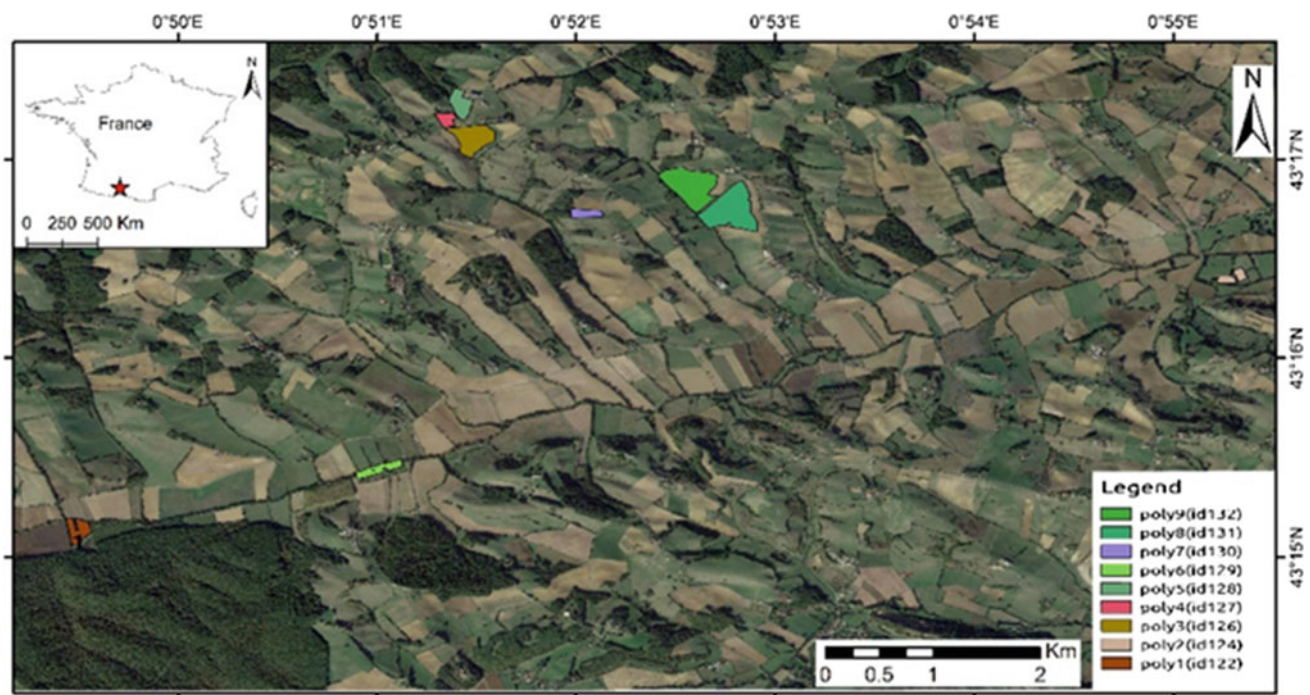 0°50'E 0°51'E 0°52'E 0°53'E 0°54'E 0°55'E
N
France
0 250 500 Km
N
43°17'N
43°16'N
43°15'N
Legend
poly9(id132)
poly8(id131)
poly7(id130)
poly6(id129)
poly5(id128)
poly4(id127)
poly3(id126)
poly2(id124)
poly1(id122)
Km
0 0.5 1 2